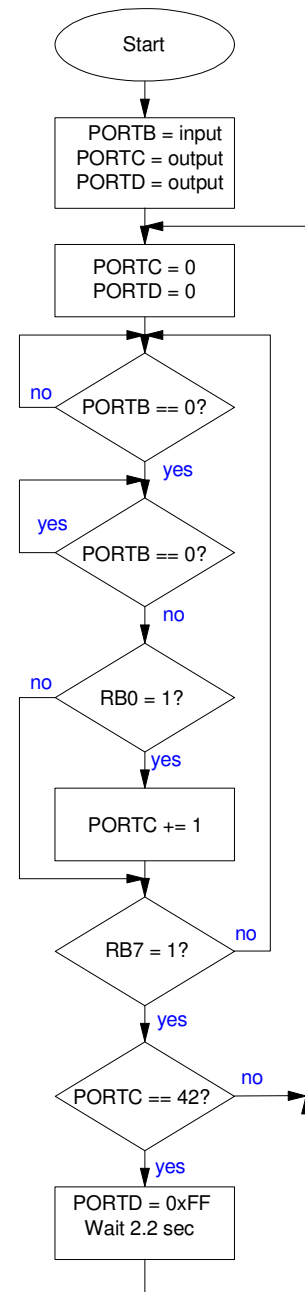 Start
PORTB = input
PORTC = output
PORTD = output
PORTC = 0
PORTD = 0
no
PORTB == 0?
yes
yes
PORTB == 0?
no
no
RB0 = 1?
yes
PORTC += 1
RB7 = 1?
no
yes
PORTC == 42?
no
yes
PORTD = 0xFF
Wait 2.2 sec